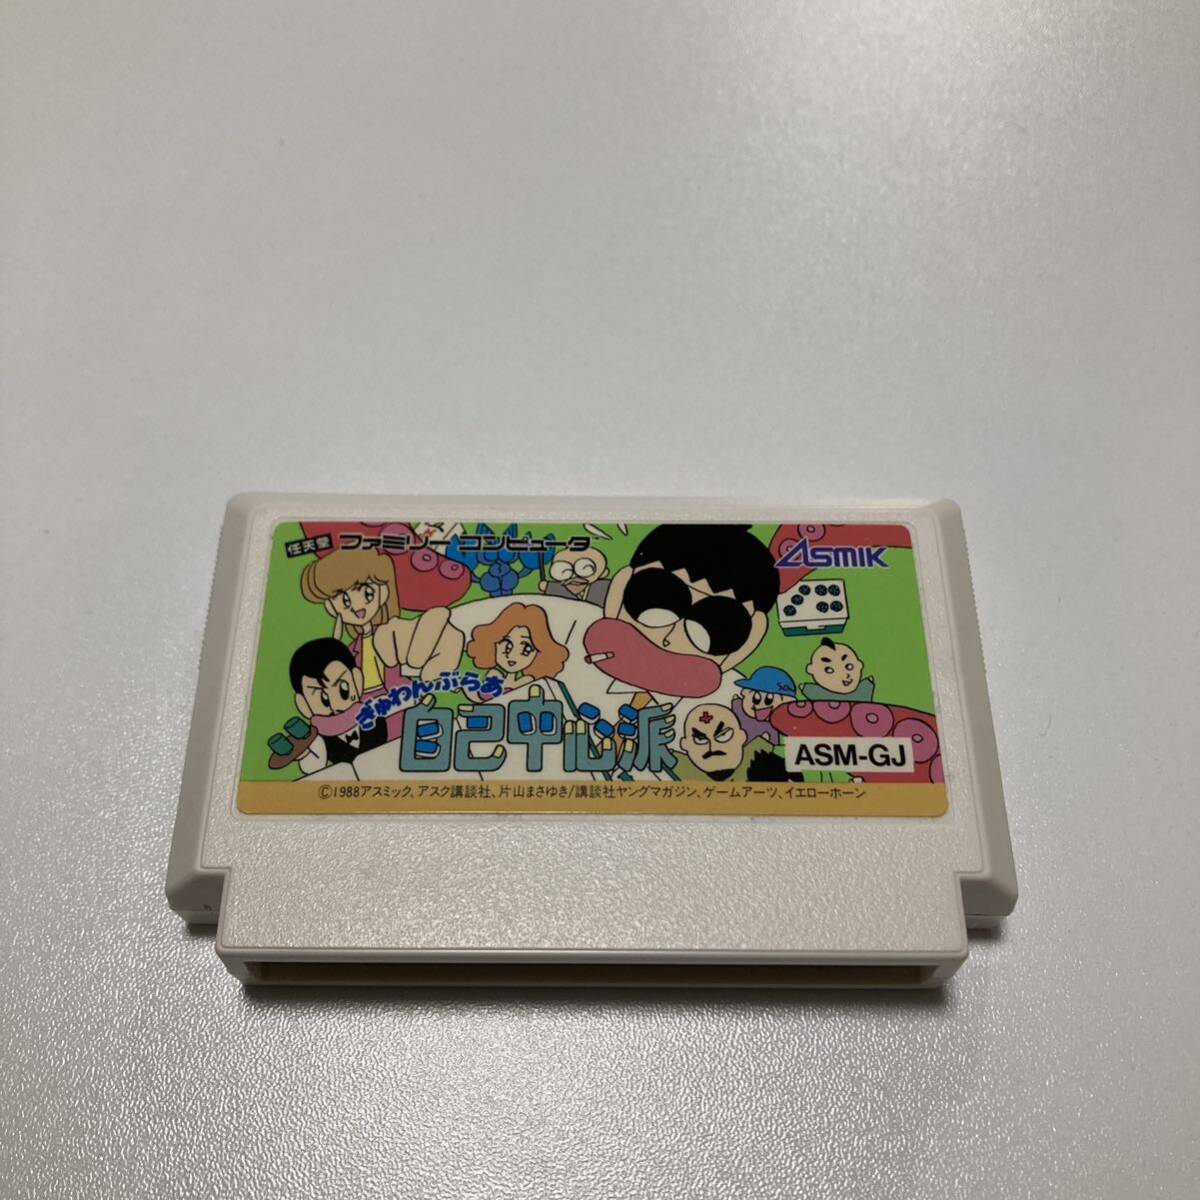 任天堂 ファミリーコンピュータ™
ASMIK
ぎゅわんぶらあ
自己中心派
ASM-GJ
©1988アスミック、アスク講談社、片山まさゆき/講談社ヤングマガジン、ゲームアーツ、イエローホーン